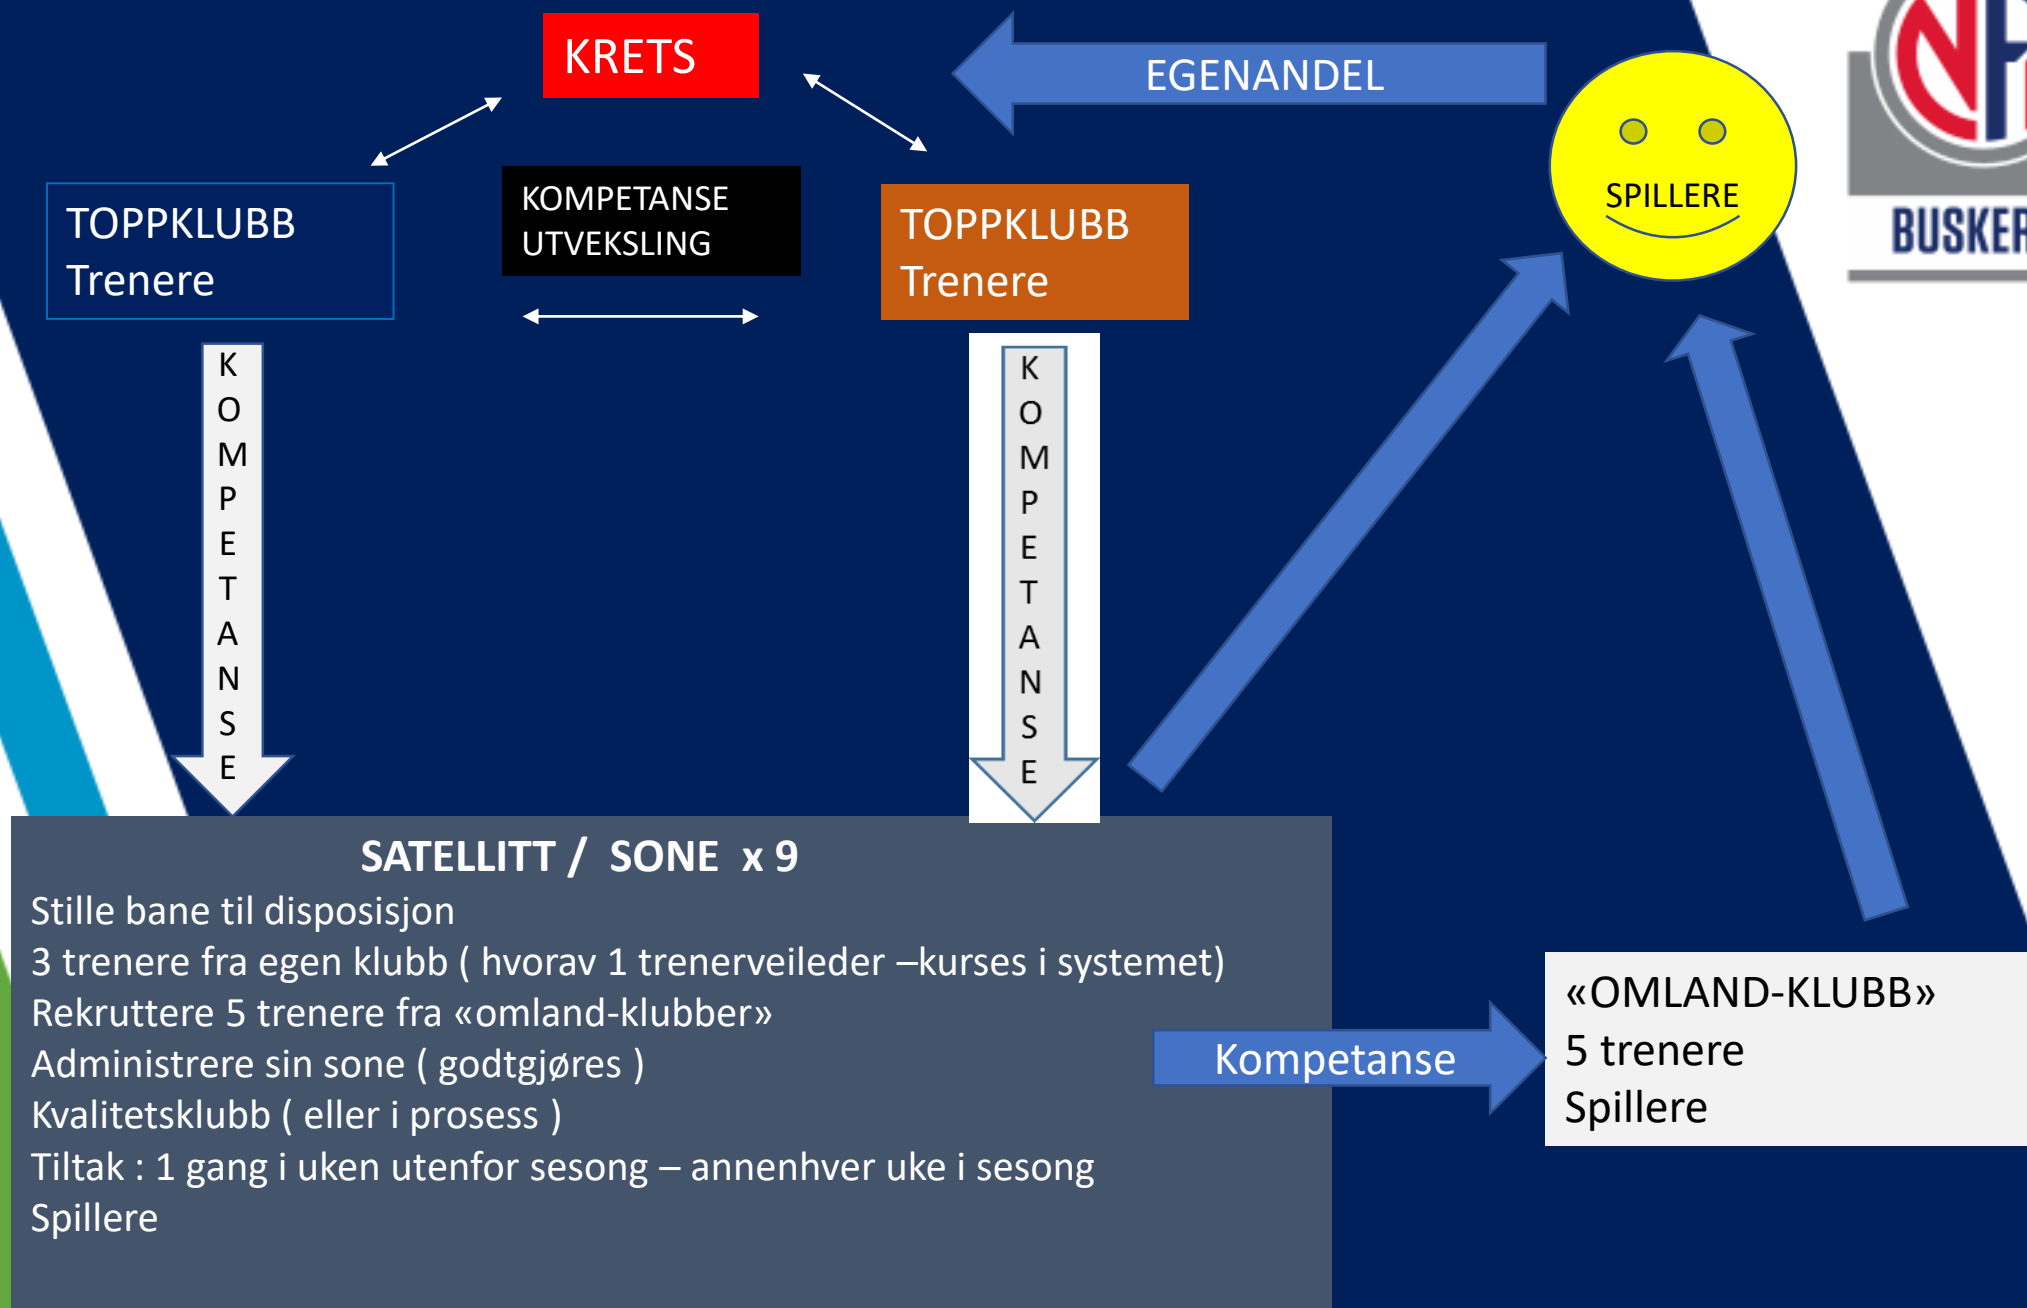 KRETS
EGENANDEL
SPILLERE
BUSKER
TOPPKLUBB
Trenere
KOMPETANSE
UTVEKSLING
TOPPKLUBB
Trenere
K
O
M
P
E
T
A
N
S
E
K
O
M
P
E
T
A
N
S
E
SATELLITT / SONE x 9
Stille bane til disposisjon
3 trenere fra egen klubb ( hvorav 1 trenerveileder –kurses i systemet)
Rekruttere 5 trenere fra «omland-klubber»
Administrere sin sone ( godtgjøres )
Kvalitetsklubb ( eller i prosess )
Tiltak : 1 gang i uken utenfor sesong – annenhver uke i sesong
Spillere
Kompetanse
«OMLAND-KLUBB»
5 trenere
Spillere